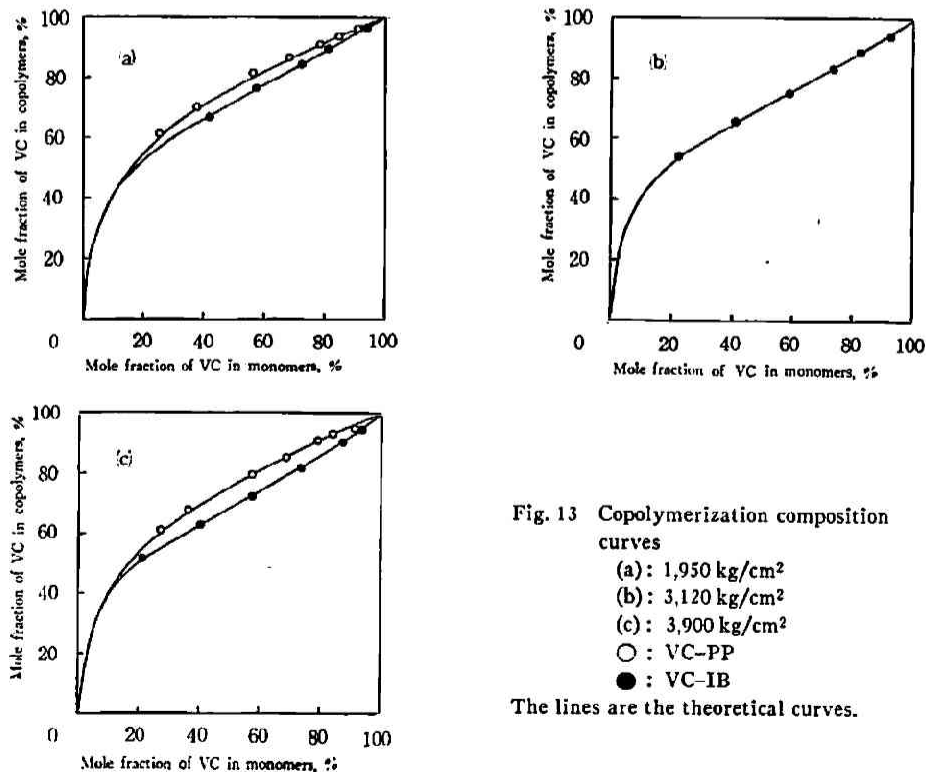 Mole fraction of VC in copolymers, %
100
80
60
40
20
(a)
0
20 40 60 80 100
Mole fraction of VC in monomers, %
Mole fraction of VC in copolymers, %
100
80
60
40
20
(b)
0
20 40 60 80 100
Mole fraction of VC in monomers, %
Mole fraction of VC in copolymers, %
100
80
60
40
20
(c)
0
20 40 60 80 100
Mole fraction of VC in monomers, %
Fig. 13 Copolymerization composition
curves
(a): 1,950 kg/cm²
(b): 3,120 kg/cm²
(c): 3,900 kg/cm²
○ : VC-PP
● : VC-IB
The lines are the theoretical curves.